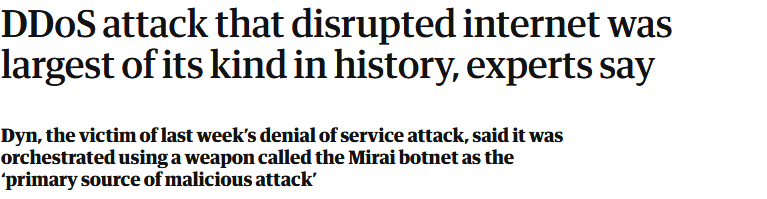 DDoS attack that disrupted internet was
largest of its kind in history, experts say
Dyn, the victim of last week’s denial of service attack, said it was
orchestrated using a weapon called the Mirai botnet as the
‘primary source of malicious attack’